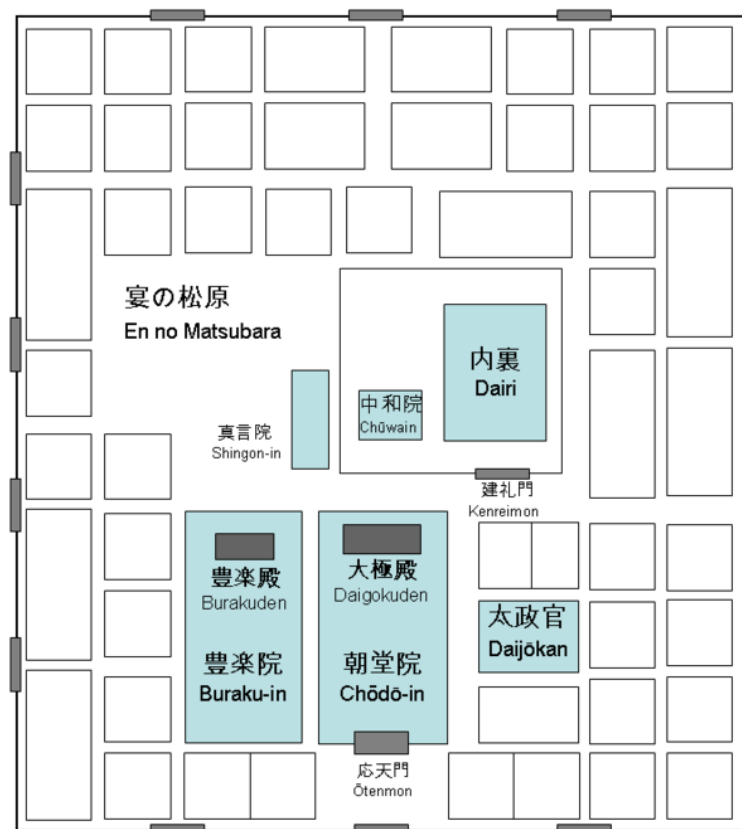 宴の松原
En no Matsubara
内裏
Dairi
中和院
Chūwain
真言院
Shingon-in
建礼門
Kenreimon
豊楽殿
Burakuden
大極殿
Daigokuden
太政官
Daijōkan
豊楽院
Buraku-in
朝堂院
Chōdō-in
応天門
Ōtenmon